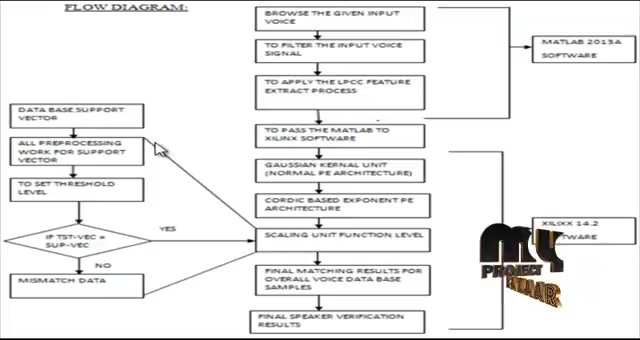 FLOW DIAGRAM:
BROWSE THE GIVEN INPUT
VOICE
TO FILTER THE INPUT VOICE
SIGNAL
TO APPLY THE LPCC FEATURE
EXTRACT PROCESS
TO PASS THE MATLAB TO
XILINX SOFTWARE
GAUSSIAN KERNAL UNIT
(NORMAL PE ARCHITECTURE)
CORDIC BASED EXPONENT PE
ARCHITECTURE
SCALING UNIT FUNCTION LEVEL
FINAL MATCHING RESULTS FOR
OVERALL VOICE DATA BASE
SAMPLES
FINAL SPEAKER VERIFICATION
RESULTS
MATLAB 2013A
SOFTWARE
XILIXX 14.2
DATA BASE SUPPORT
VECTOR
ALL PREPROCESSING
WORK FOR SUPPORT
VECTOR
TO SET THRESHOLD
LEVEL
IF TST-VEC =
SUP-VEC
YES
NO
MISMATCH DATA
MY
PROJECT
BAZAAR